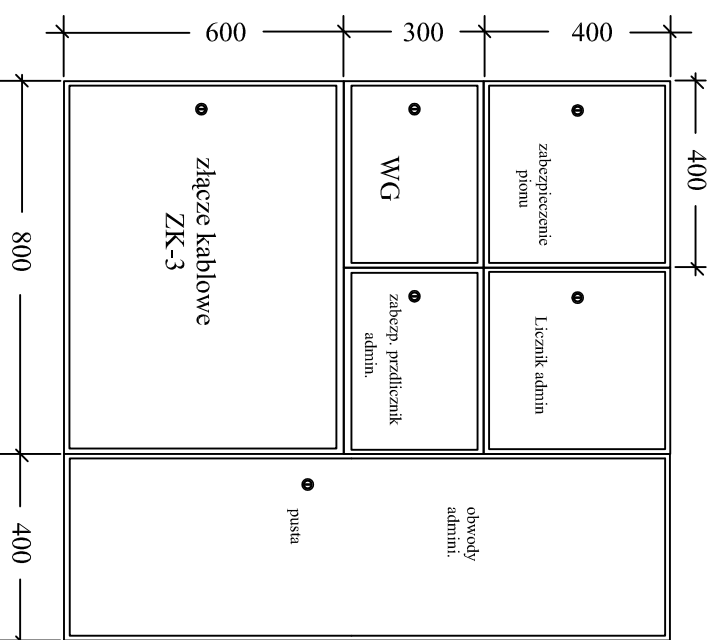 600
300
400
400
800
400
złącze kablowe
ZK-3
WG
zabezpieczenie
pionu
zabezp. przdlicznik
admin.
Licznik admin
pusta
obwody
admini.